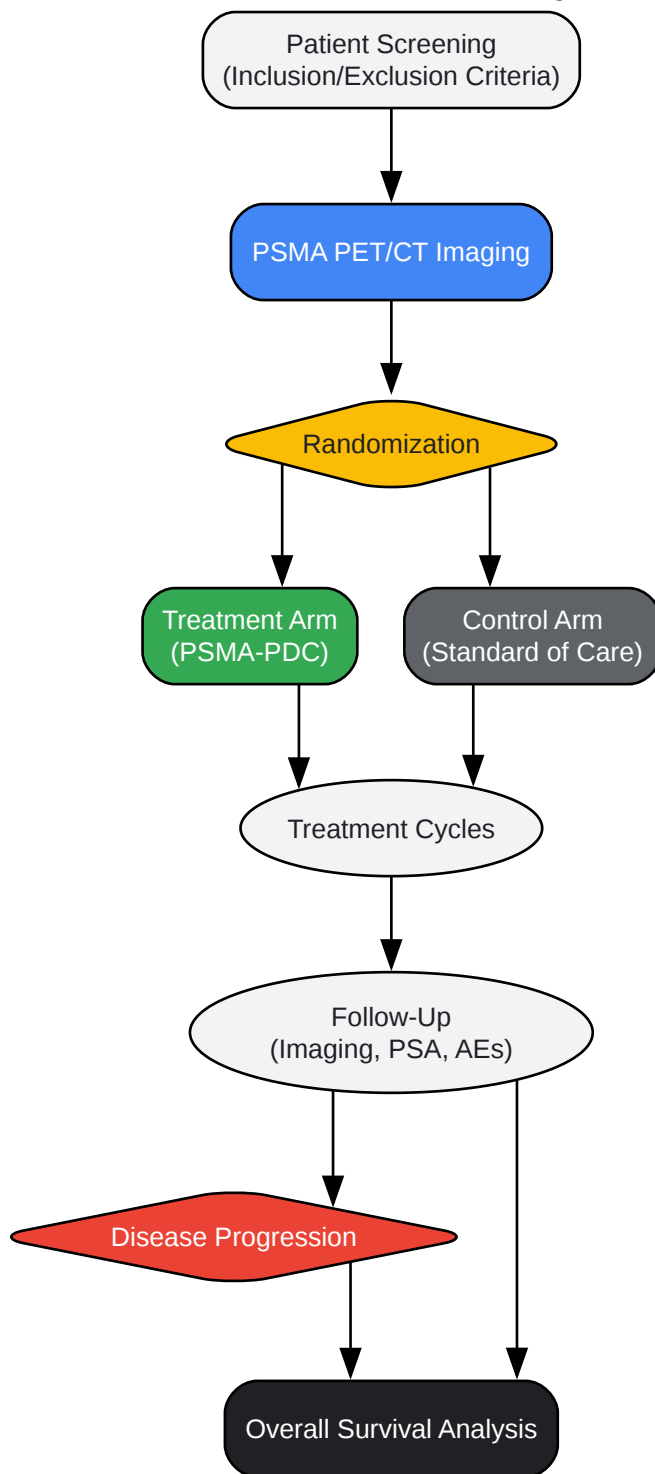 Patient Screening
(Inclusion/Exclusion Criteria)
PSMA PET/CT Imaging
Randomization
Treatment Arm
(PSMA-PDC)
Control Arm
(Standard of Care)
Treatment Cycles
Follow-Up
(Imaging, PSA, AEs)
Disease Progression
Overall Survival Analysis